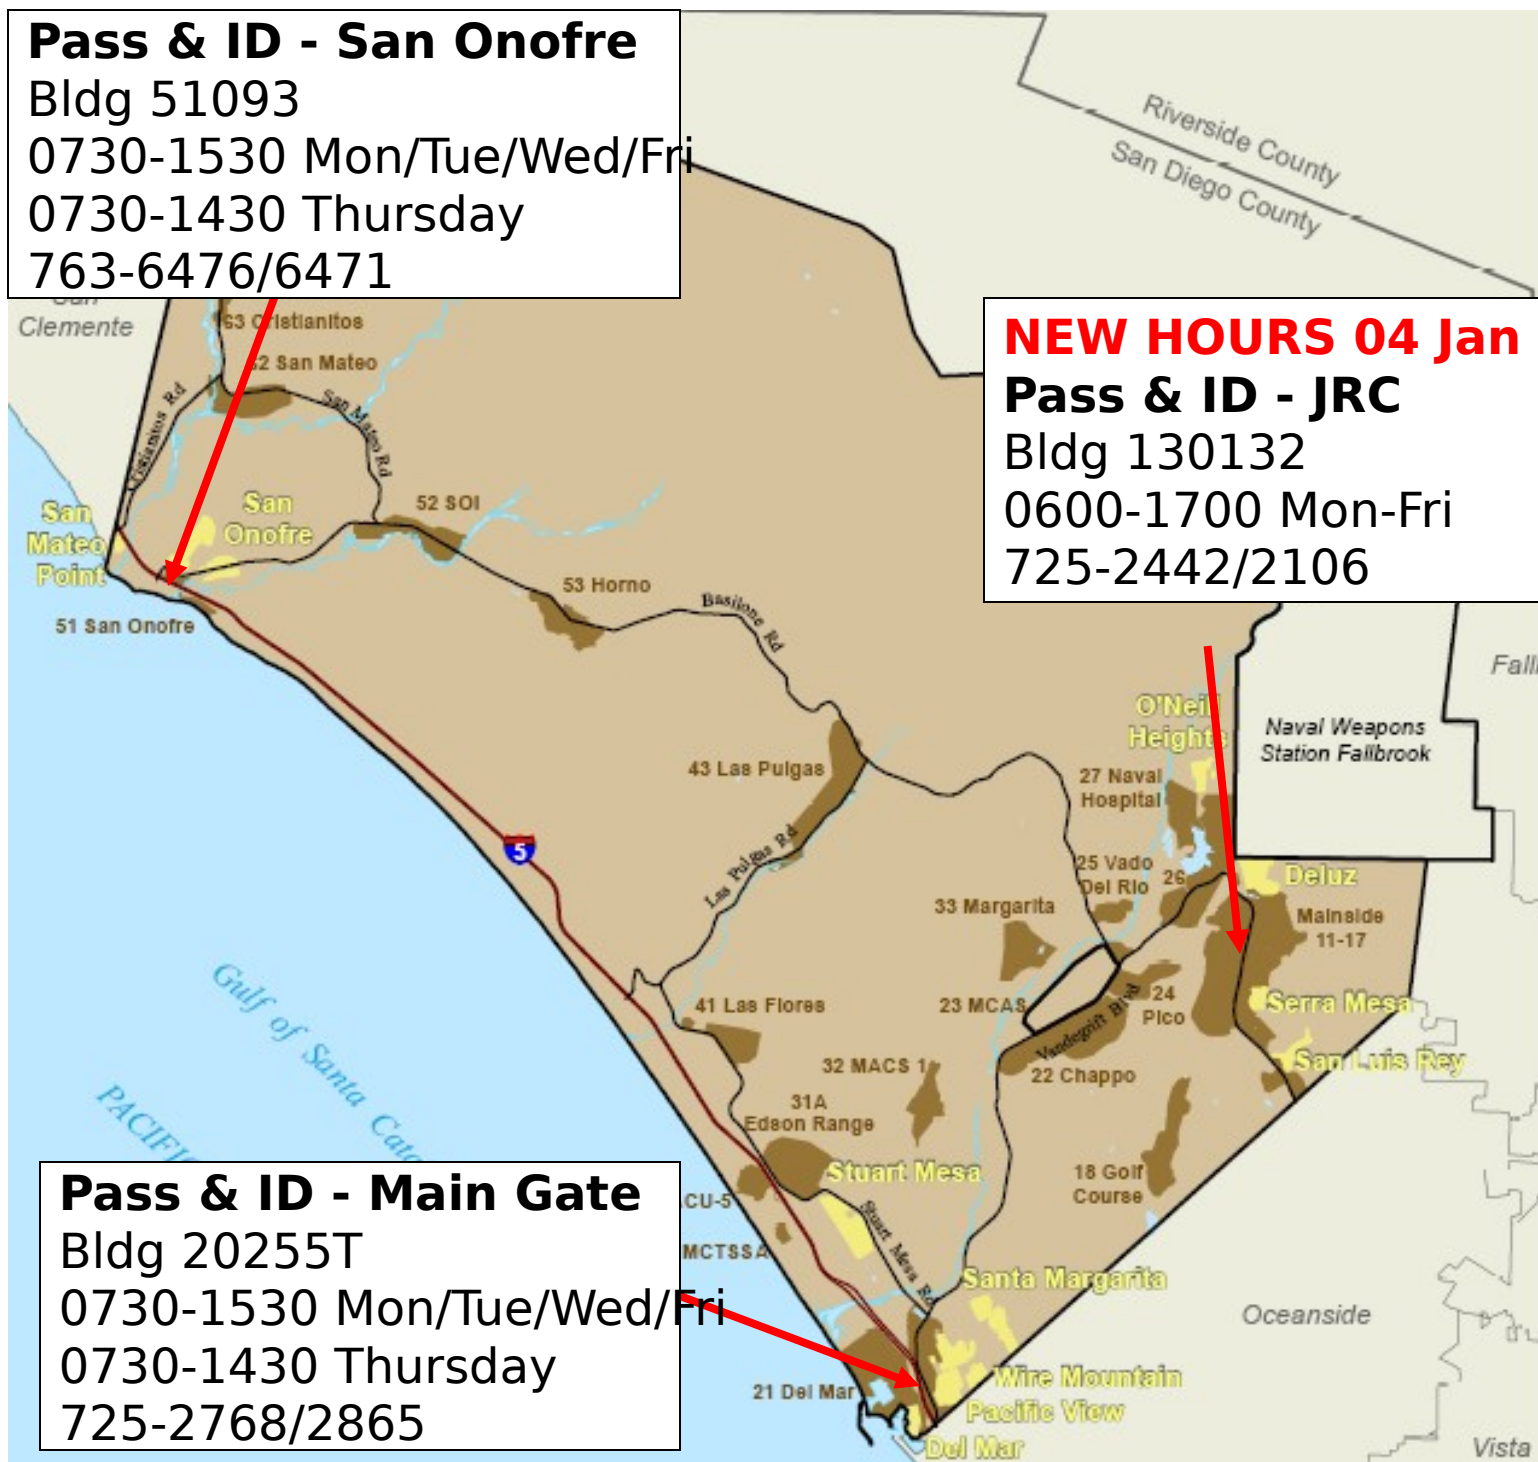 Pass & ID - San Onofre
Bldg 51093
0730-1530 Mon/Tue/Wed/Fri
0730-1430 Thursday
763-6476/6471
Riverside County
San Diego County
NEW HOURS 04 Jan
Pass & ID - JRC
Bldg 130132
0600-1700 Mon-Fri
725-2442/2106
San
Clemente
63 Cristianitos
62 San Mateo
Cristianitos Rd
San Mateo Rd
San
Mateo
Point
San
Onofre
52 SOI
51 San Onofre
53 Horno
Basilone Rd
O'Neill
Heights
Naval Weapons
Station Fallbrook
43 Las Pulgas
27 Naval
Hospital
5
Las Pulgas Rd
25 Vado
Del Rio
26
Deluz
33 Margarita
Mainside
11-17
Gulf of Santa Cata
PACIFI
41 Las Flores
23 MCAS
Vandegrift Blvd
24
Pico
Serra Mesa
San Luis Rey
32 MACS 1
22 Chappo
31A
Edson Range
Stuart Mesa
18 Golf
Course
ACU-5
MCTSSA
Stuart Mesa Rd
Santa Margarita
Oceanside
Pass & ID - Main Gate
Bldg 20255T
0730-1530 Mon/Tue/Wed/Fri
0730-1430 Thursday
725-2768/2865
21 Del Mar
Wire Mountain
Pacific View
Del Mar
Vista